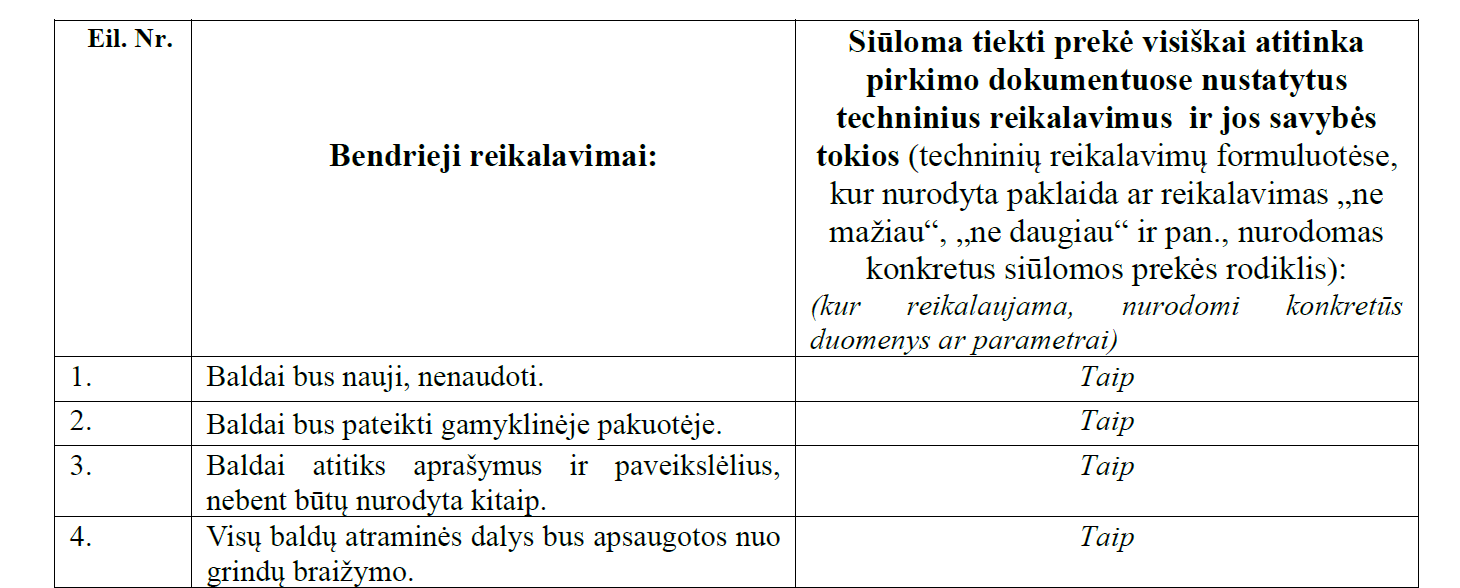 Eil. Nr.
Bendrieji reikalavimai:
Siūloma tiekti prekė visiškai atitinka
pirkimo dokumentuose nustatytus
techninius reikalavimus ir jos savybės
tokios (techninių reikalavimų formuluotėse,
kur nurodyta paklaida ar reikalavimas „ne
mažiau“, „ne daugiau“ ir pan., nurodomas
konkretus siūlomos prekės rodiklis):
(kur reikalaujama, nurodomi konkretūs
duomenys ar parametrai)
1.
Baldai bus nauji, nenaudoti.
Taip
2.
Baldai bus pateikti gamyklinėje pakuotėje.
Taip
3.
Baldai atitiks aprašymus ir paveikslėlius,
nebent būtų nurodyta kitaip.
Taip
4.
Visų baldų atraminės dalys bus apsaugotos nuo
grindų braižymo.
Taip